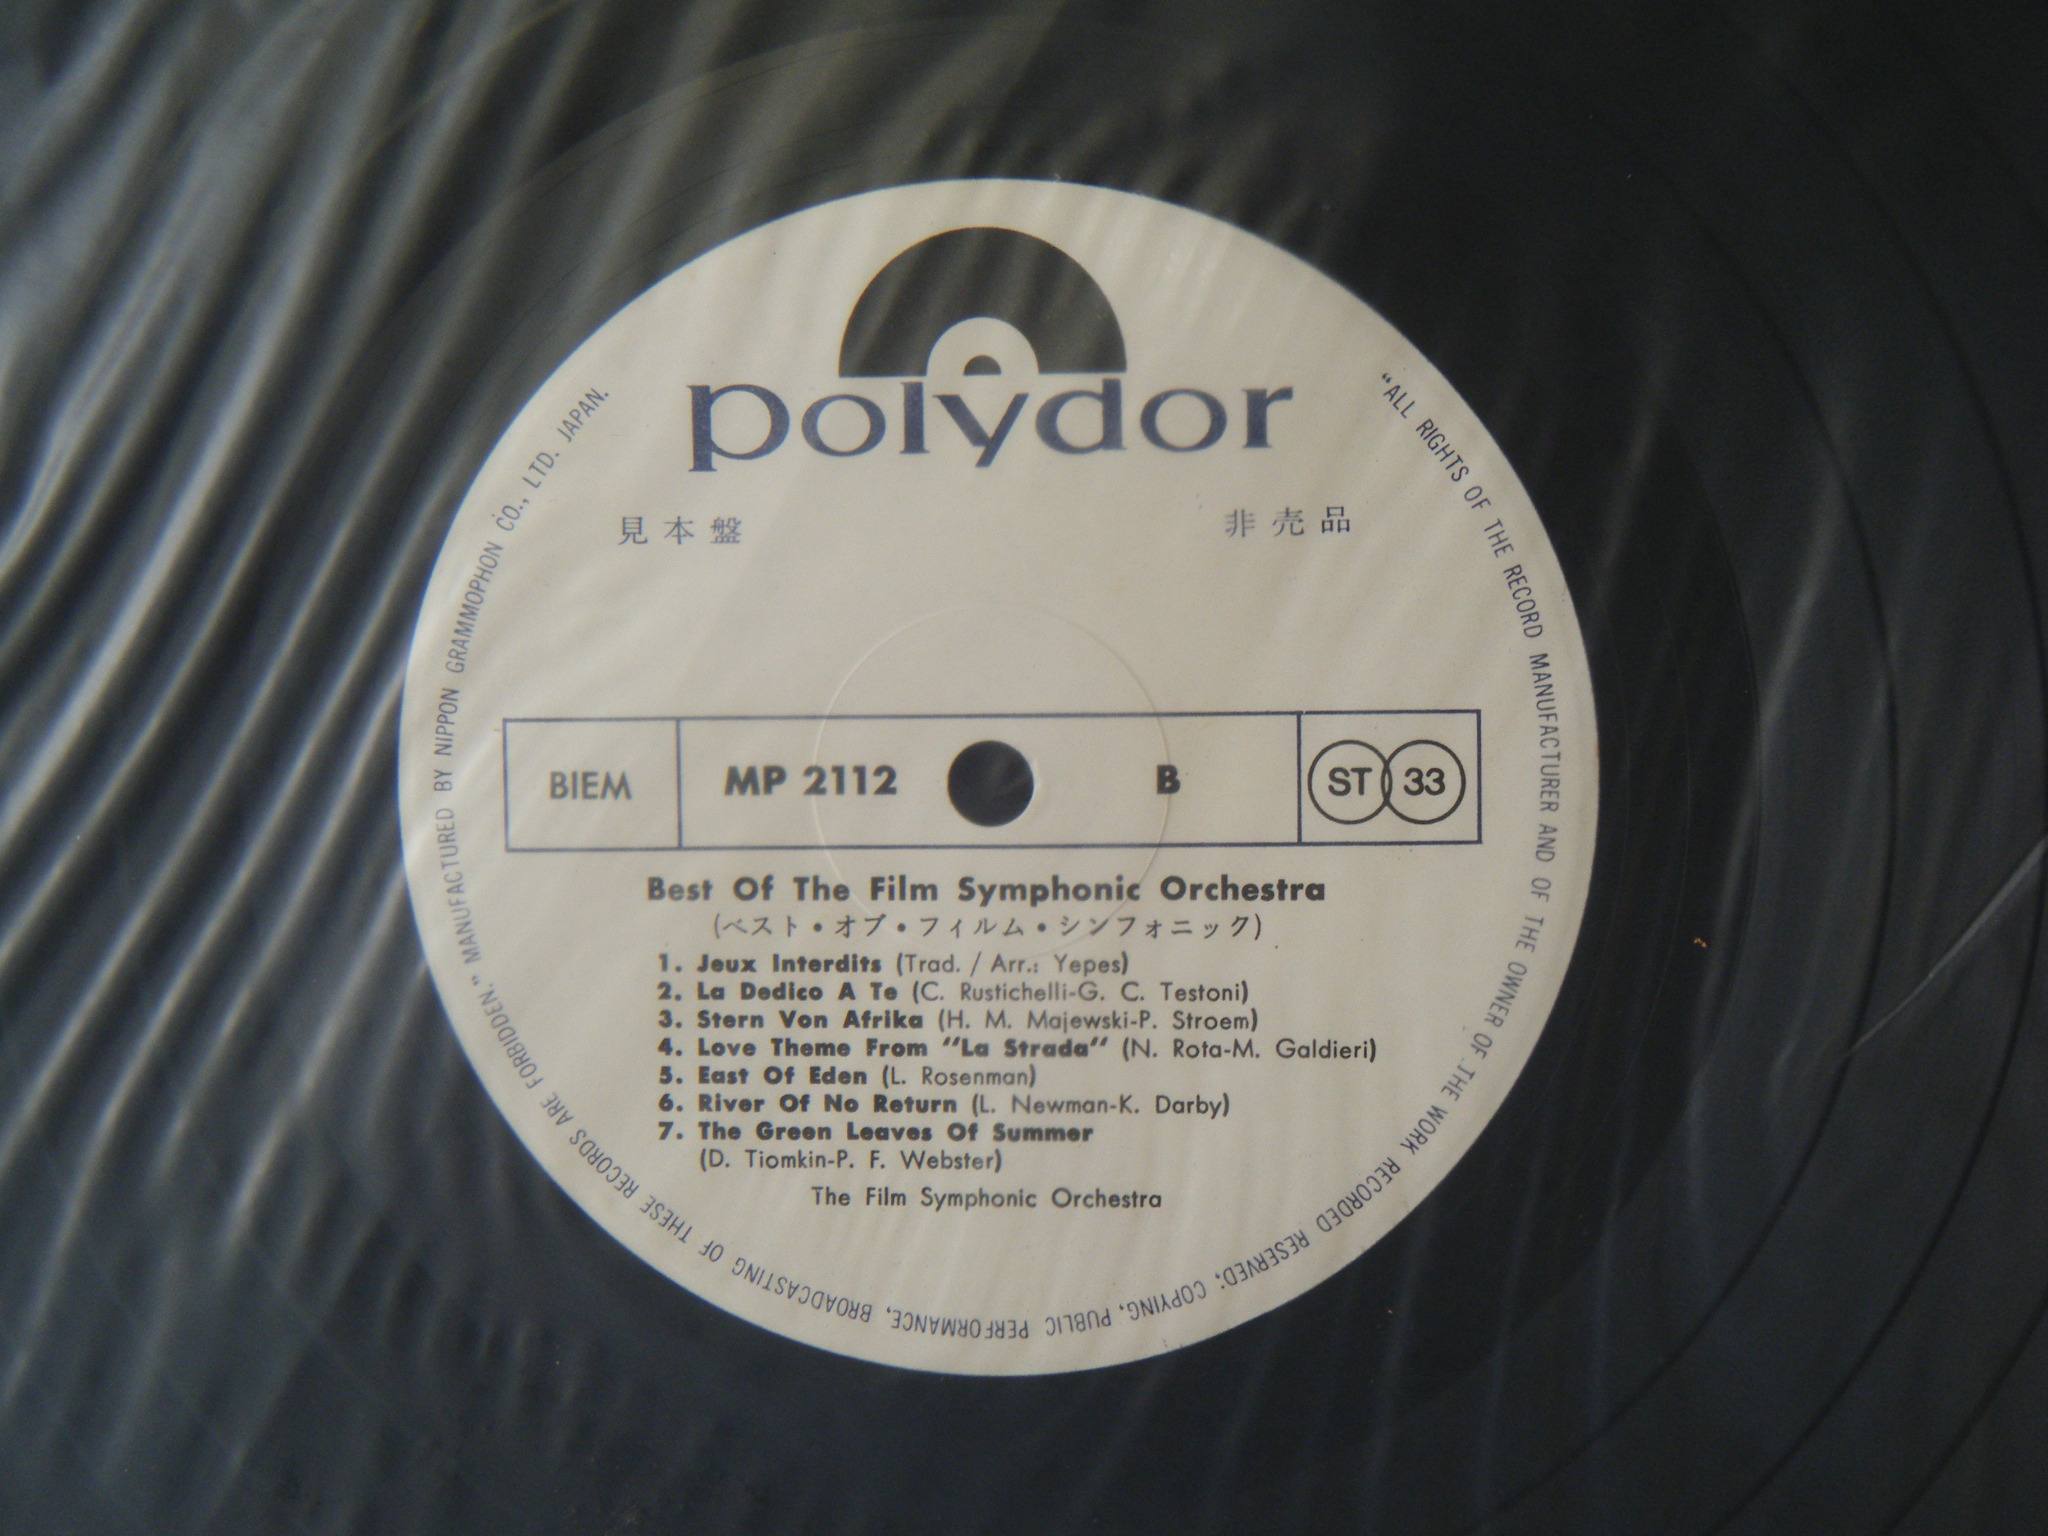 polydor
見本盤 非売品
BIEM MP 2112 B ST 33
Best Of The Film Symphonic Orchestra
(ベスト・オブ・フィルム・シンフォニック)
1. Jeux Interdits (Trad. / Arr.: Yepes)
2. La Dedico A Te (C. Rustichelli-G. C. Testoni)
3. Stern Von Afrika (H. M. Majewski-P. Stroem)
4. Love Theme From "La Strada" (N. Rota-M. Galdieri)
5. East Of Eden (L. Rosenman)
6. River Of No Return (L. Newman-K. Darby)
7. The Green Leaves Of Summer
(D. Tiomkin-P. F. Webster)
The Film Symphonic Orchestra
"ALL RIGHTS OF THE RECORD MANUFACTURER AND OF THE OWNER OF THE WORK RECORDED RESERVED; COPYING, PUBLIC PERFORMANCE, BROADCASTING OF THESE RECORDS ARE FORBIDDEN." MANUFACTURED BY NIPPON GRAMMOPHON CO., LTD. JAPAN.